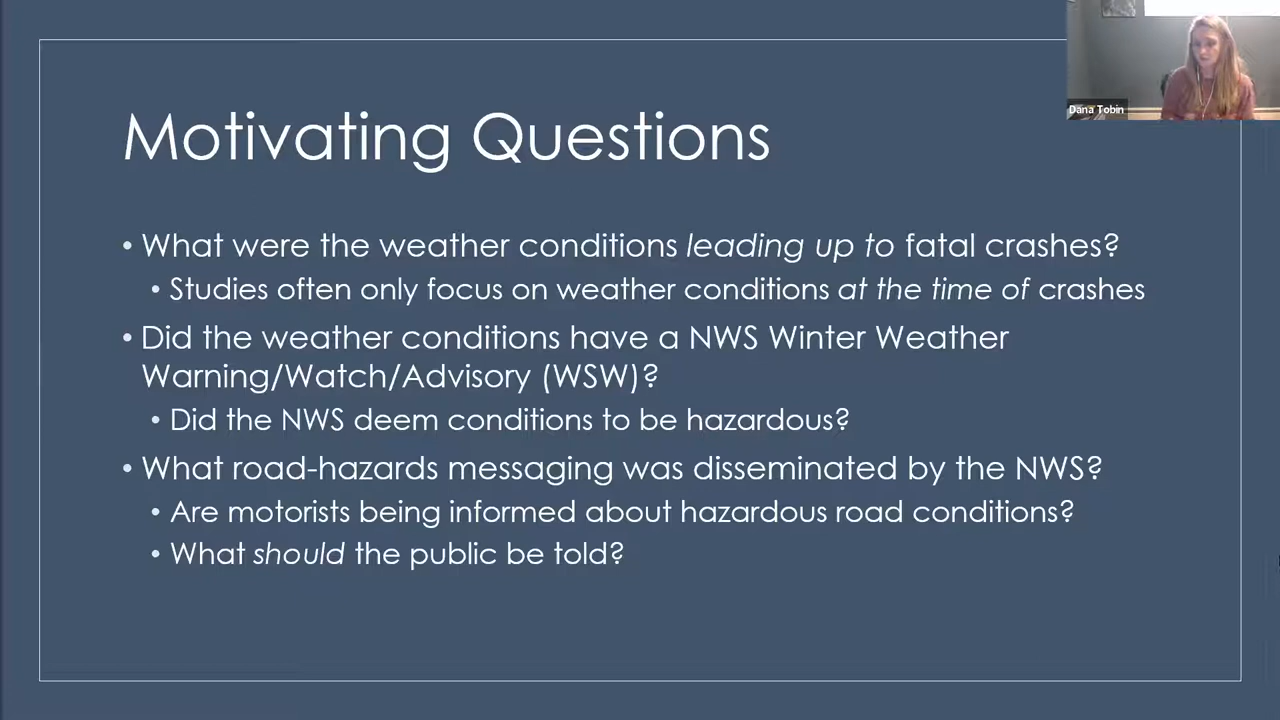 Dana Tobin
Motivating Questions
• What were the weather conditions leading up to fatal crashes?
• Studies often only focus on weather conditions at the time of crashes
• Did the weather conditions have a NWS Winter Weather
Warning/Watch/Advisory (WSW)?
• Did the NWS deem conditions to be hazardous?
• What road-hazards messaging was disseminated by the NWS?
• Are motorists being informed about hazardous road conditions?
• What should the public be told?